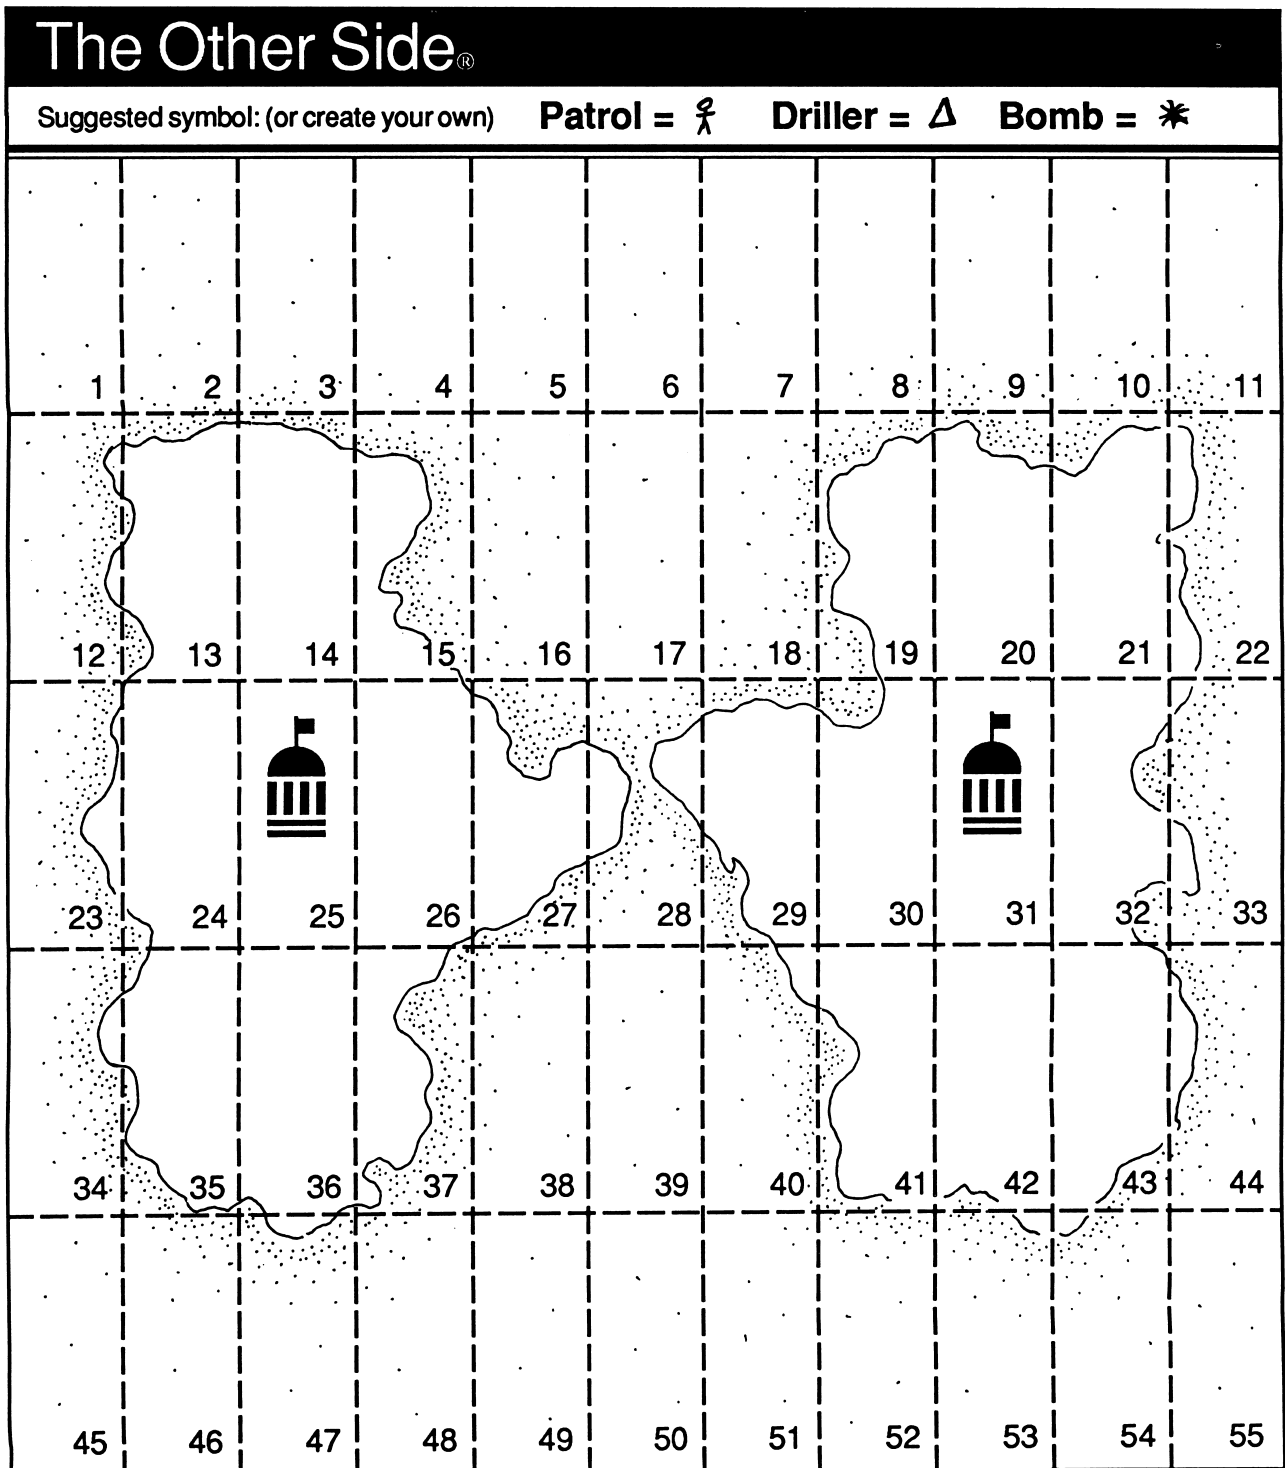 The Other Side®
Suggested symbol: (or create your own) Patrol = Driller = Bomb =
1 2 3 4 5 6 7 8 9 10 11
12 13 14 15 16 17 18 19 20 21 22
23 24 25 26 27 28 29 30 31 32 33
34 35 36 37 38 39 40 41 42 43 44
45 46 47 48 49 50 51 52 53 54 55